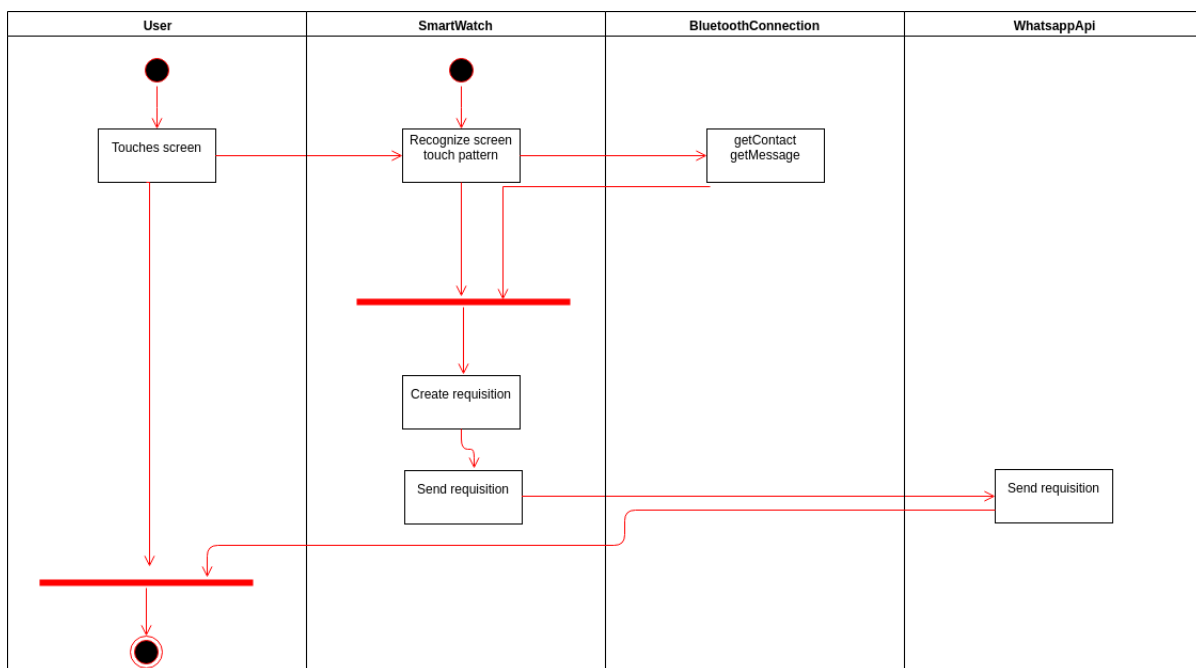 User
SmartWatch
BluetoothConnection
WhatsappApi
Touches screen
Recognize screen
touch pattern
getContact
getMessage
Create requisition
Send requisition
Send requisition